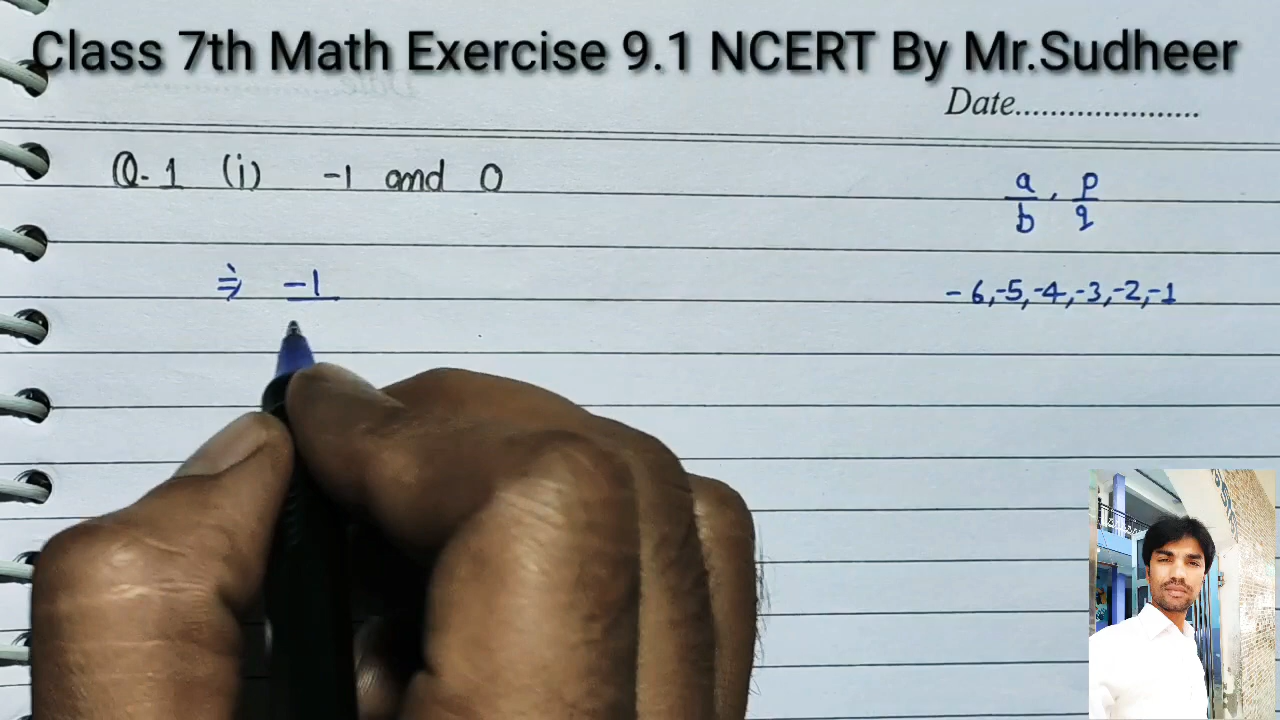 Class 7th Math Exercise 9.1 NCERT By Mr.Sudheer
Date.....................
Q.1 (i) -1 and 0
a/b, p/q
⇒ -1
-6,-5,-4,-3,-2,-1